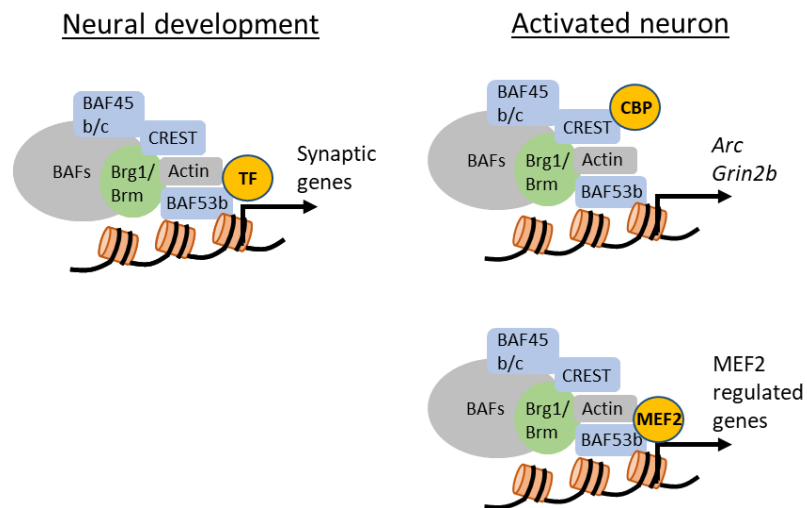 Neural development
BAF45
b/c
CREST
BAFs
Brg1/
Brm
Actin
TF
BAF53b
Synaptic
genes
Activated neuron
BAF45
b/c
CBP
CREST
BAFs
Brg1/
Brm
Actin
BAF53b
Arc
Grin2b
BAF45
b/c
CREST
BAFs
Brg1/
Brm
Actin
MEF2
BAF53b
MEF2
regulated
genes